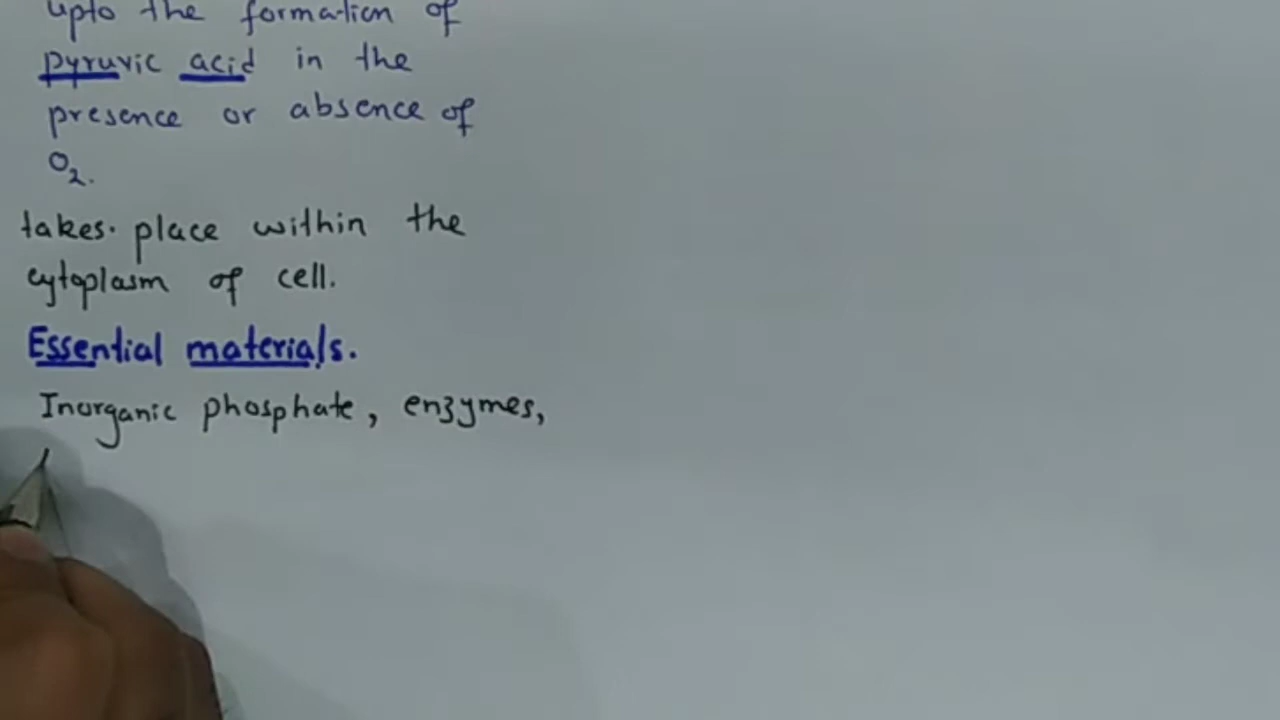 upto the formation of
pyruvic acid in the
presence or absence of
O₂.
takes. place within the
cytoplasm of cell.
Essential materials.
Inorganic phosphate, enzymes,